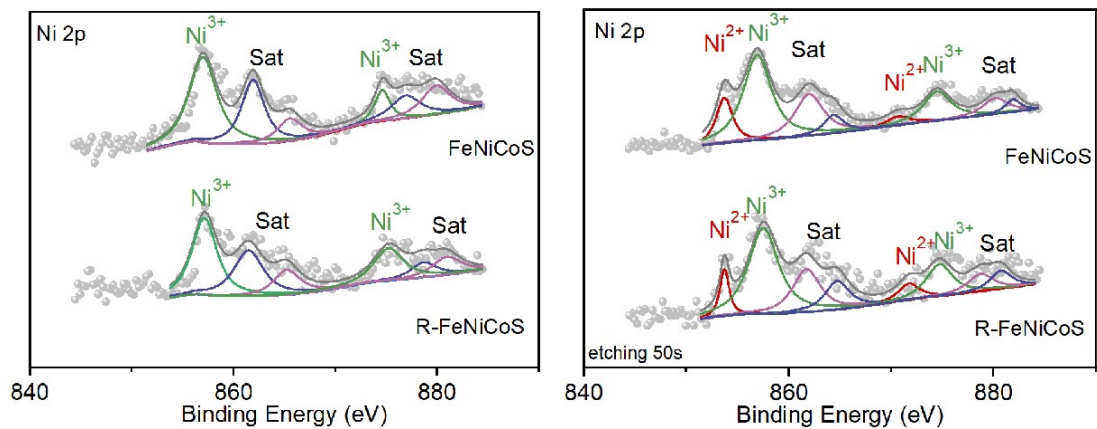 Ni 2p
Ni3+
Sat
Ni3+
Sat
FeNiCoS
Ni3+
Sat
Ni3+
Sat
R-FeNiCoS
840
860
880
Binding Energy (eV)
Ni 2p
Ni2+
Ni3+
Sat
Ni2+
Ni3+
Sat
FeNiCoS
Ni2+
Ni3+
Sat
Ni2+
Ni3+
Sat
R-FeNiCoS
etching 50s
840
860
880
Binding Energy (eV)